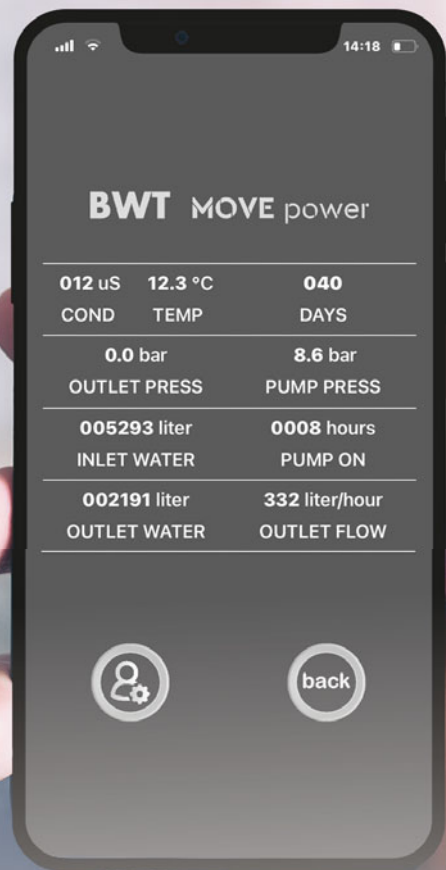 14:18
BWT MOVE power
012 uS 12.3 °C 040
COND TEMP DAYS
0.0 bar 8.6 bar
OUTLET PRESS PUMP PRESS
005293 liter 0008 hours
INLET WATER PUMP ON
002191 liter 332 liter/hour
OUTLET WATER OUTLET FLOW
back